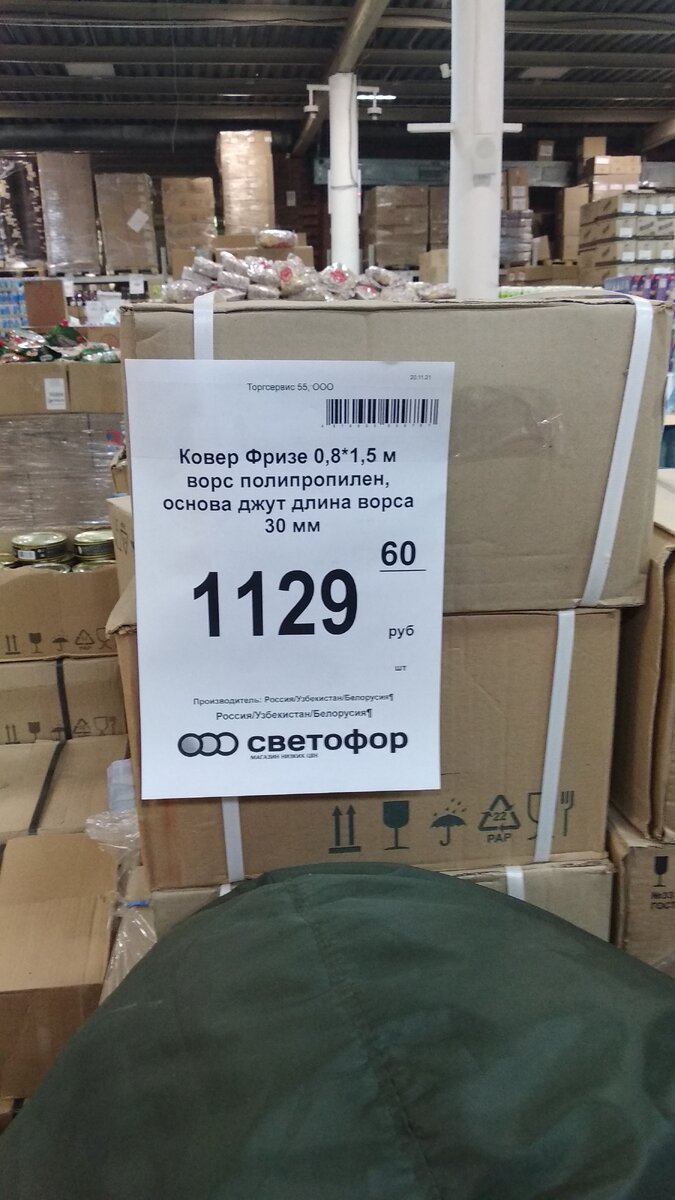 20.11.21
Торгсервис 55, ООО
Ковер Фризе 0,8*1,5 м
ворс полипропилен,
основа джут длина ворса
30 мм
1129 60
руб
шт
Производитель: Россия/Узбекистан/Белорусия¶
Россия/Узбекистан/Белорусия¶
светофор
МАГАЗИН НИЗКИХ ЦЕН
22
PAP